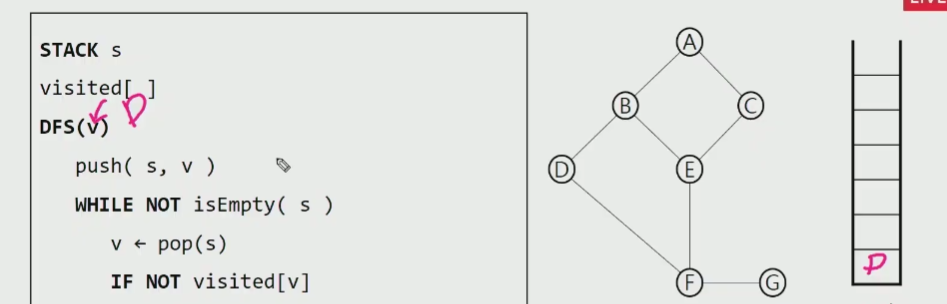 LIVE
STACK s
visited[ ]
D
DFS(v)
push( s, v )
WHILE NOT isEmpty( s )
v ← pop(s)
IF NOT visited[v]
A
B
C
D
E
F
G
D